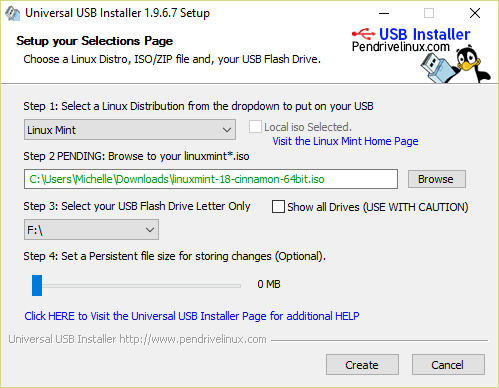 Universal USB Installer 1.9.6.7 Setup
Setup your Selections Page
Choose a Linux Distro, ISO/ZIP file and, your USB Flash Drive.
USB Installer
Pendrivelinux.com
Step 1: Select a Linux Distribution from the dropdown to put on your USB
Linux Mint
Local iso Selected.
Visit the Linux Mint Home Page
Step 2 PENDING: Browse to your linuxmint*.iso
C:\Users\Michelle\Downloads\linuxmint-18-cinnamon-64bit.iso
Browse
Step 3: Select your USB Flash Drive Letter Only
Show all Drives (USE WITH CAUTION)
F:\
Step 4: Set a Persistent file size for storing changes (Optional).
0 MB
Click HERE to Visit the Universal USB Installer Page for additional HELP
Universal USB Installer http://www.pendrivelinux.com
Create
Cancel